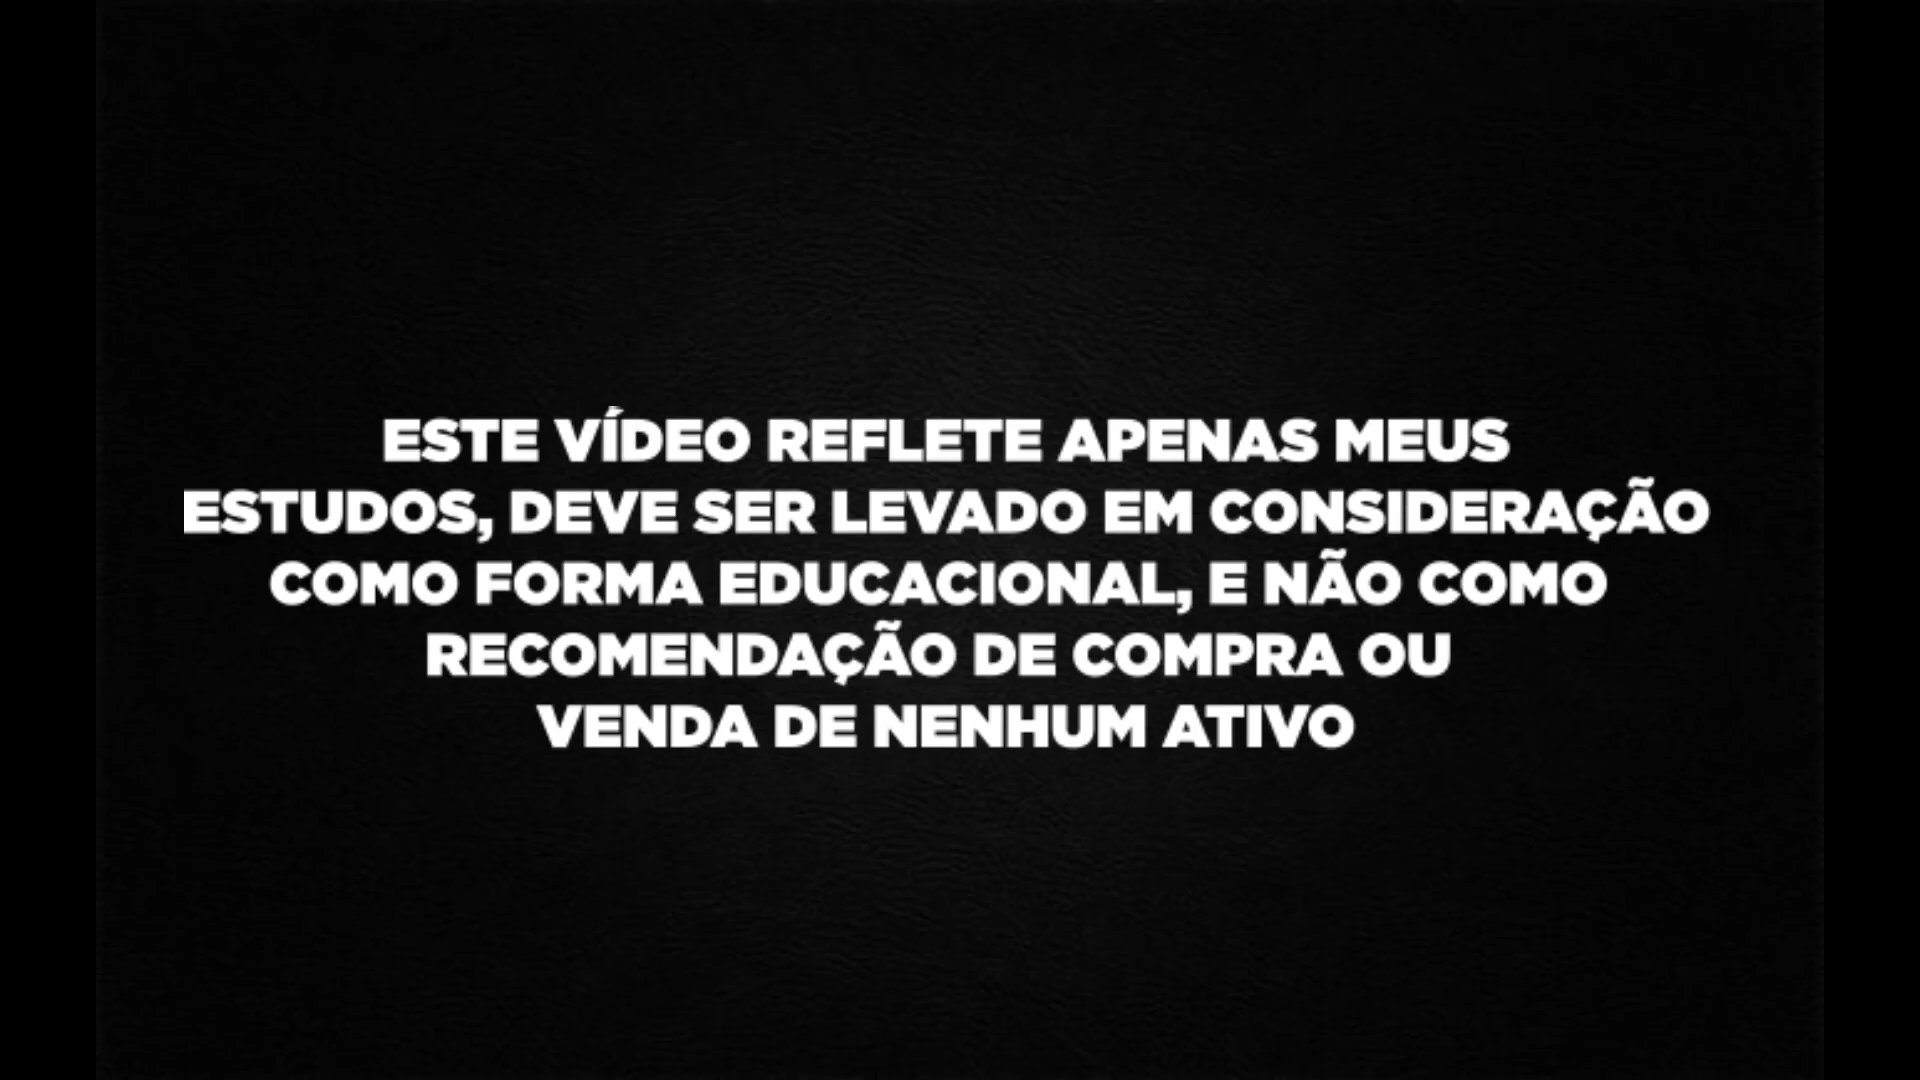 ESTE VÍDEO REFLETE APENAS MEUS
ESTUDOS, DEVE SER LEVADO EM CONSIDERAÇÃO
COMO FORMA EDUCACIONAL, E NÃO COMO
RECOMENDAÇÃO DE COMPRA OU
VENDA DE NENHUM ATIVO